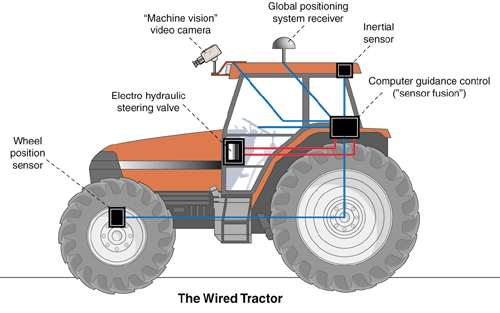 "Machine vision"
video camera
Global positioning
system receiver
Inertial
sensor
Computer guidance control
("sensor fusion")
Electro hydraulic
steering valve
Wheel
position
sensor
The Wired Tractor